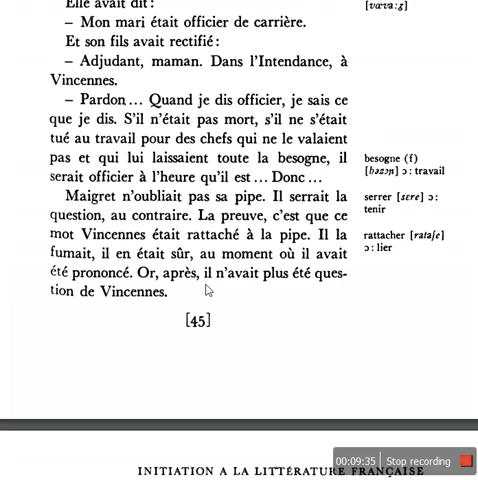 Elle avait dit :
– Mon mari était officier de carrière.
Et son fils avait rectifié :
– Adjudant, maman. Dans l'Intendance, à
Vincennes.
– Pardon ... Quand je dis officier, je sais ce
que je dis. S'il n'était pas mort, s'il ne s'était
tué au travail pour des chefs qui ne le valaient
pas et qui lui laissaient toute la besogne, il
serait officier à l'heure qu'il est ... Donc ...
Maigret n'oubliait pas sa pipe. Il serrait la
question, au contraire. La preuve, c'est que ce
mot Vincennes était rattaché à la pipe. Il la
fumait, il en était sûr, au moment où il avait
été prononcé. Or, après, il n'avait plus été ques-
tion de Vincennes.
[45]
[rava:ʒ]
besogne (f)
[bəzɔɲ] ɔ : travail
serrer [sɛre] ɔ :
tenir
rattacher [rataʃe]
ɔ : lier
00:09:35 Stop recording
INITIATION A LA LITTÉRATURE FRANÇAISE